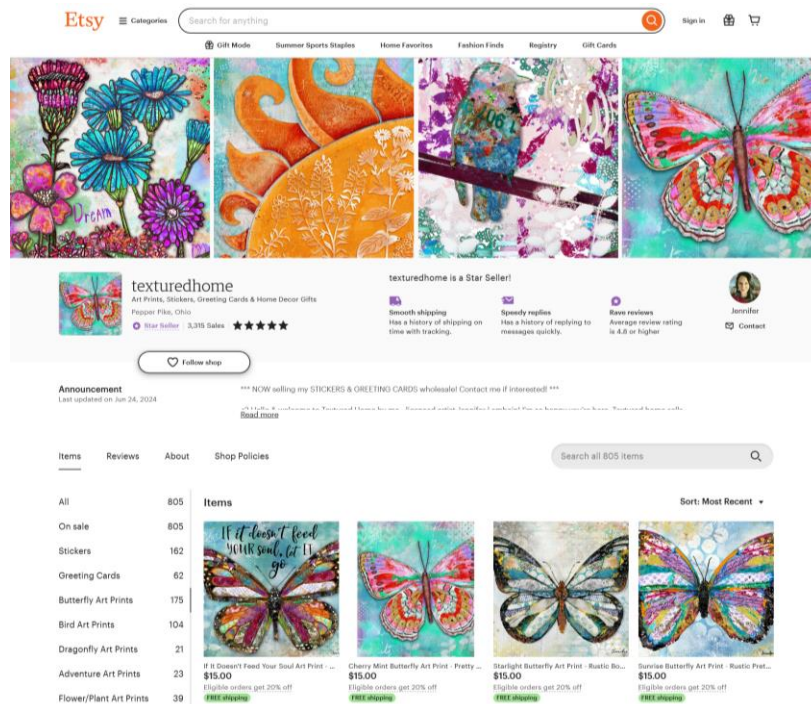 Etsy
Categories
Search for anything
Sign in
Gift Mode
Summer Sports Staples
Home Favorites
Fashion Finds
Registry
Gift Cards
Dream
texturedhome
Art Prints, Stickers, Greeting Cards & Home Decor Gifts
Pepper Pike, Ohio
Star Seller
3,315 Sales
Follow shop
texturedhome is a Star Seller!
Smooth shipping
Has a history of shipping on
time with tracking.
Speedy replies
Has a history of replying to
messages quickly.
Rave reviews
Average review rating
is 4.8 or higher
Jennifer
Contact
Announcement
Last updated on Jun 24, 2024
*** NOW selling my STICKERS & GREETING CARDS wholesale! Contact me if interested! ***
Read more
Items
Reviews
About
Shop Policies
Search all 805 items
All 805
On sale 805
Stickers 162
Greeting Cards 62
Butterfly Art Prints 175
Bird Art Prints 104
Dragonfly Art Prints 21
Adventure Art Prints 23
Flower/Plant Art Prints 39
Items
Sort: Most Recent
IF it doesn't feed
YOUR soul, let IT
go
If It Doesn't Feed Your Soul Art Print - ...
$15.00
Eligible orders get 20% off
FREE shipping
Cherry Mint Butterfly Art Print - Pretty ...
$15.00
Eligible orders get 20% off
FREE shipping
Starlight Butterfly Art Print - Rustic Bo...
$15.00
Eligible orders get 20% off
FREE shipping
Sunrise Butterfly Art Print - Rustic Pret...
$15.00
Eligible orders get 20% off
FREE shipping